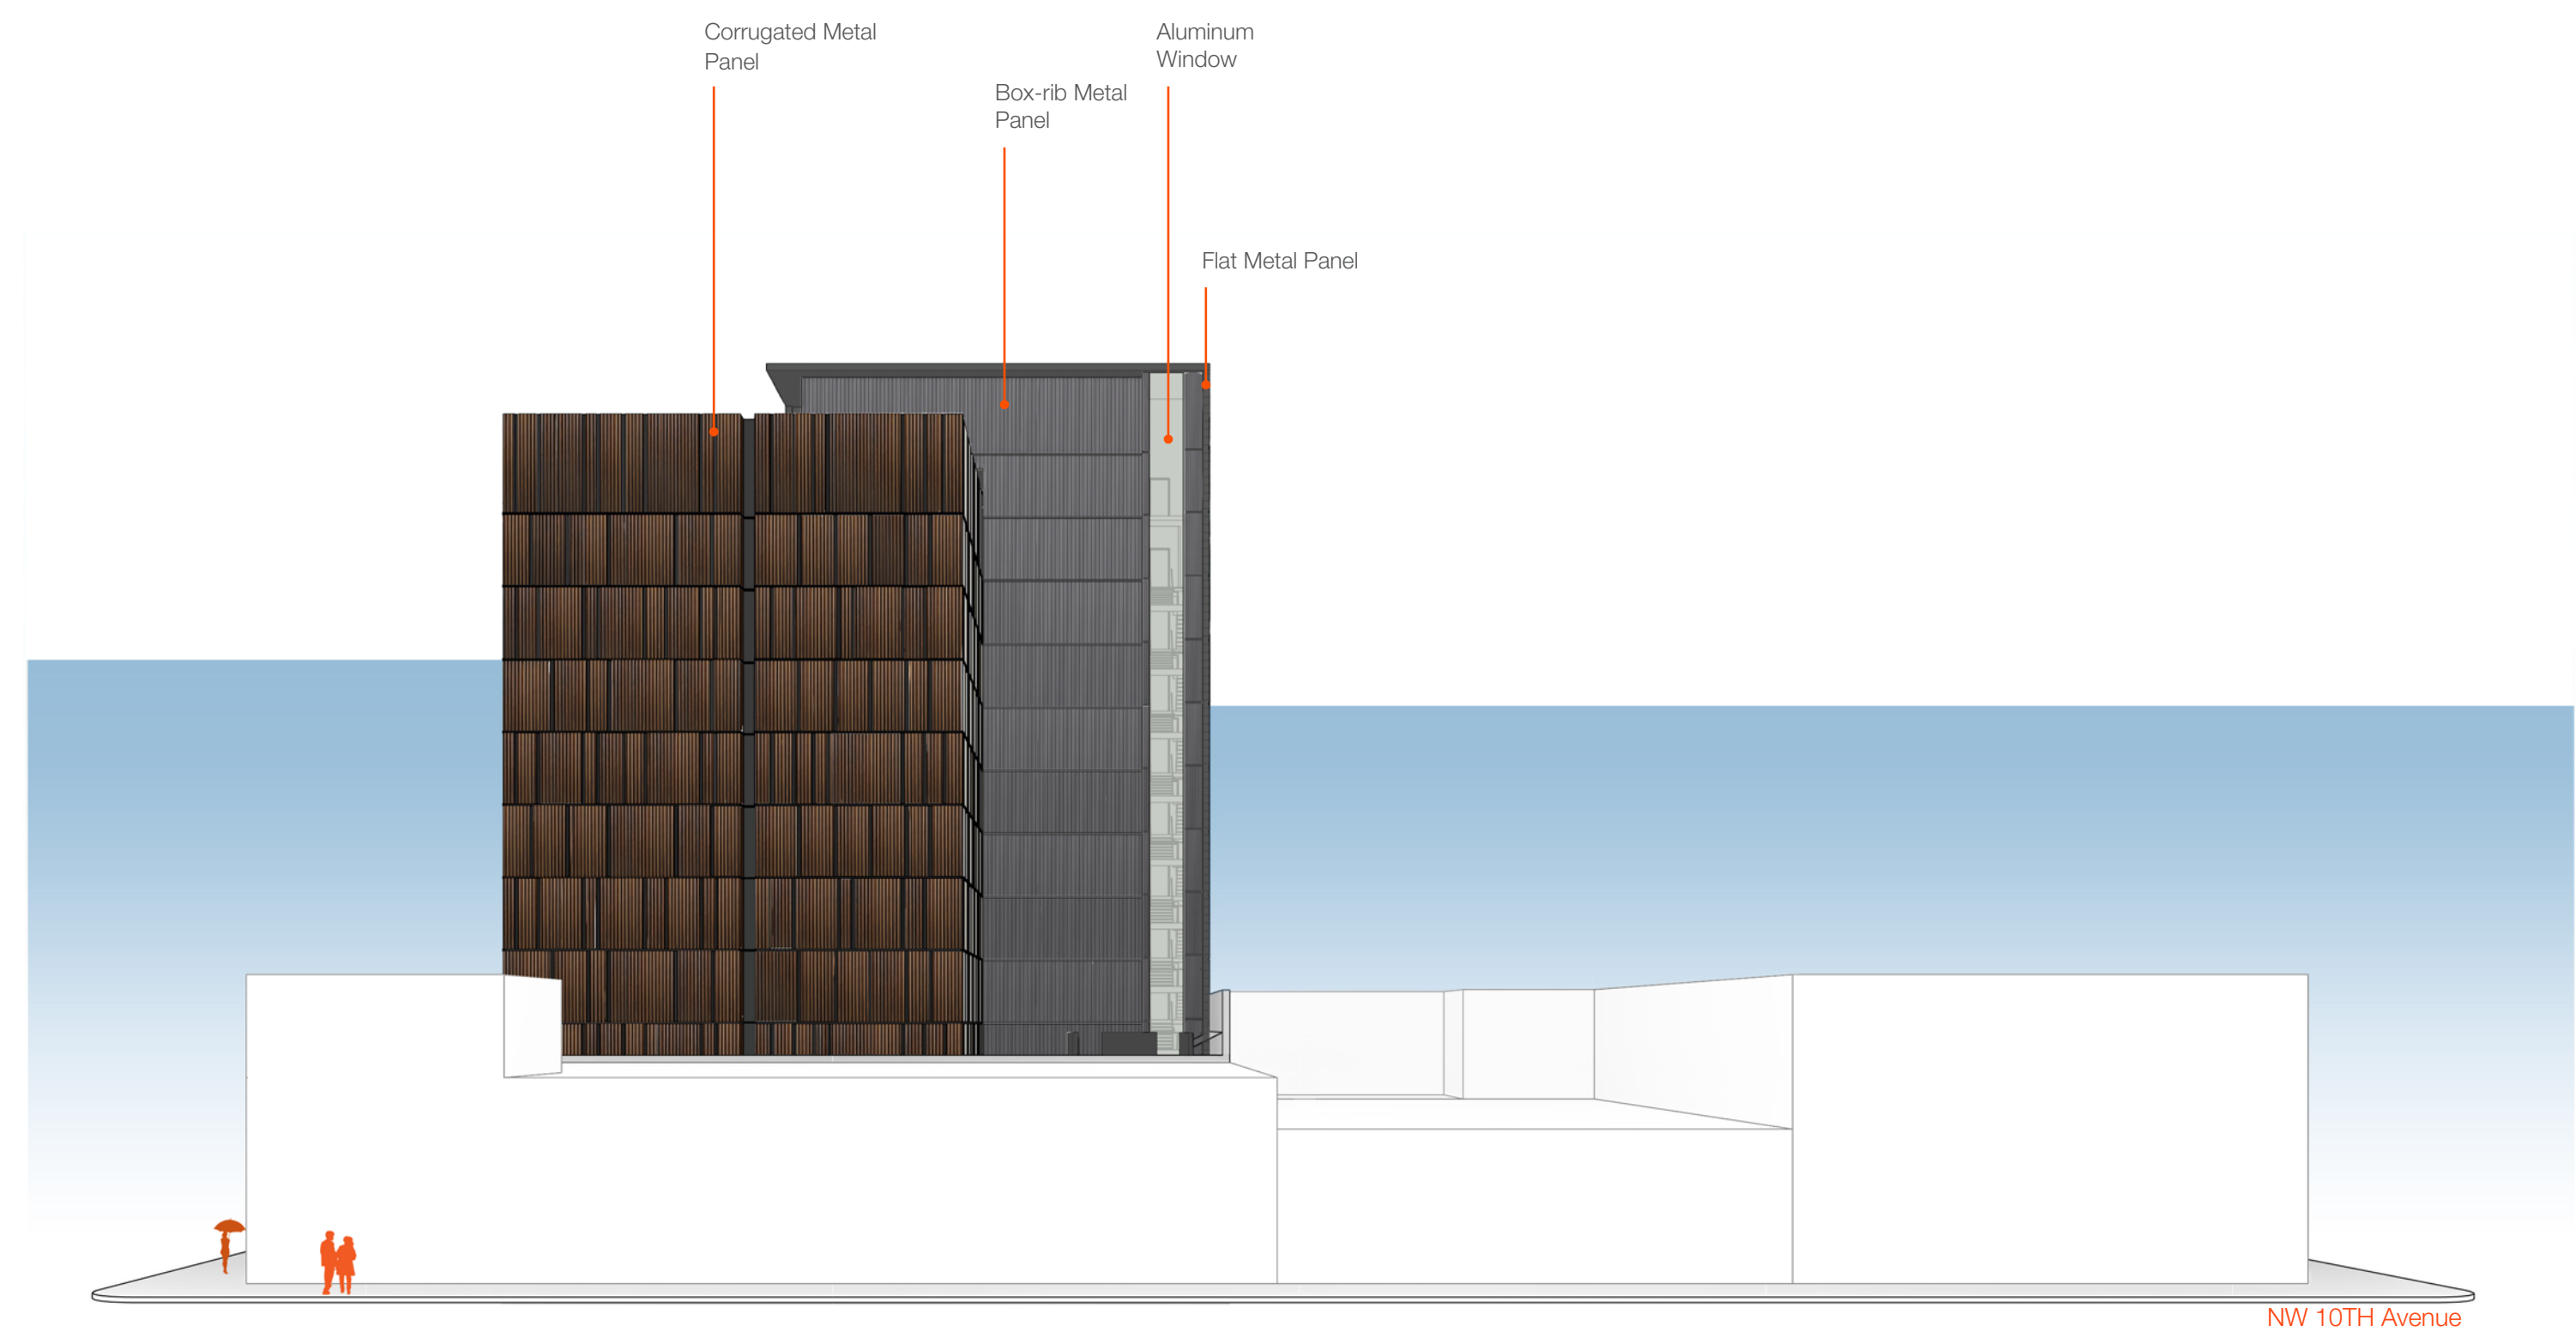 Corrugated Metal
Panel
Aluminum
Window
Box-rib Metal
Panel
Flat Metal Panel
NW 10TH Avenue